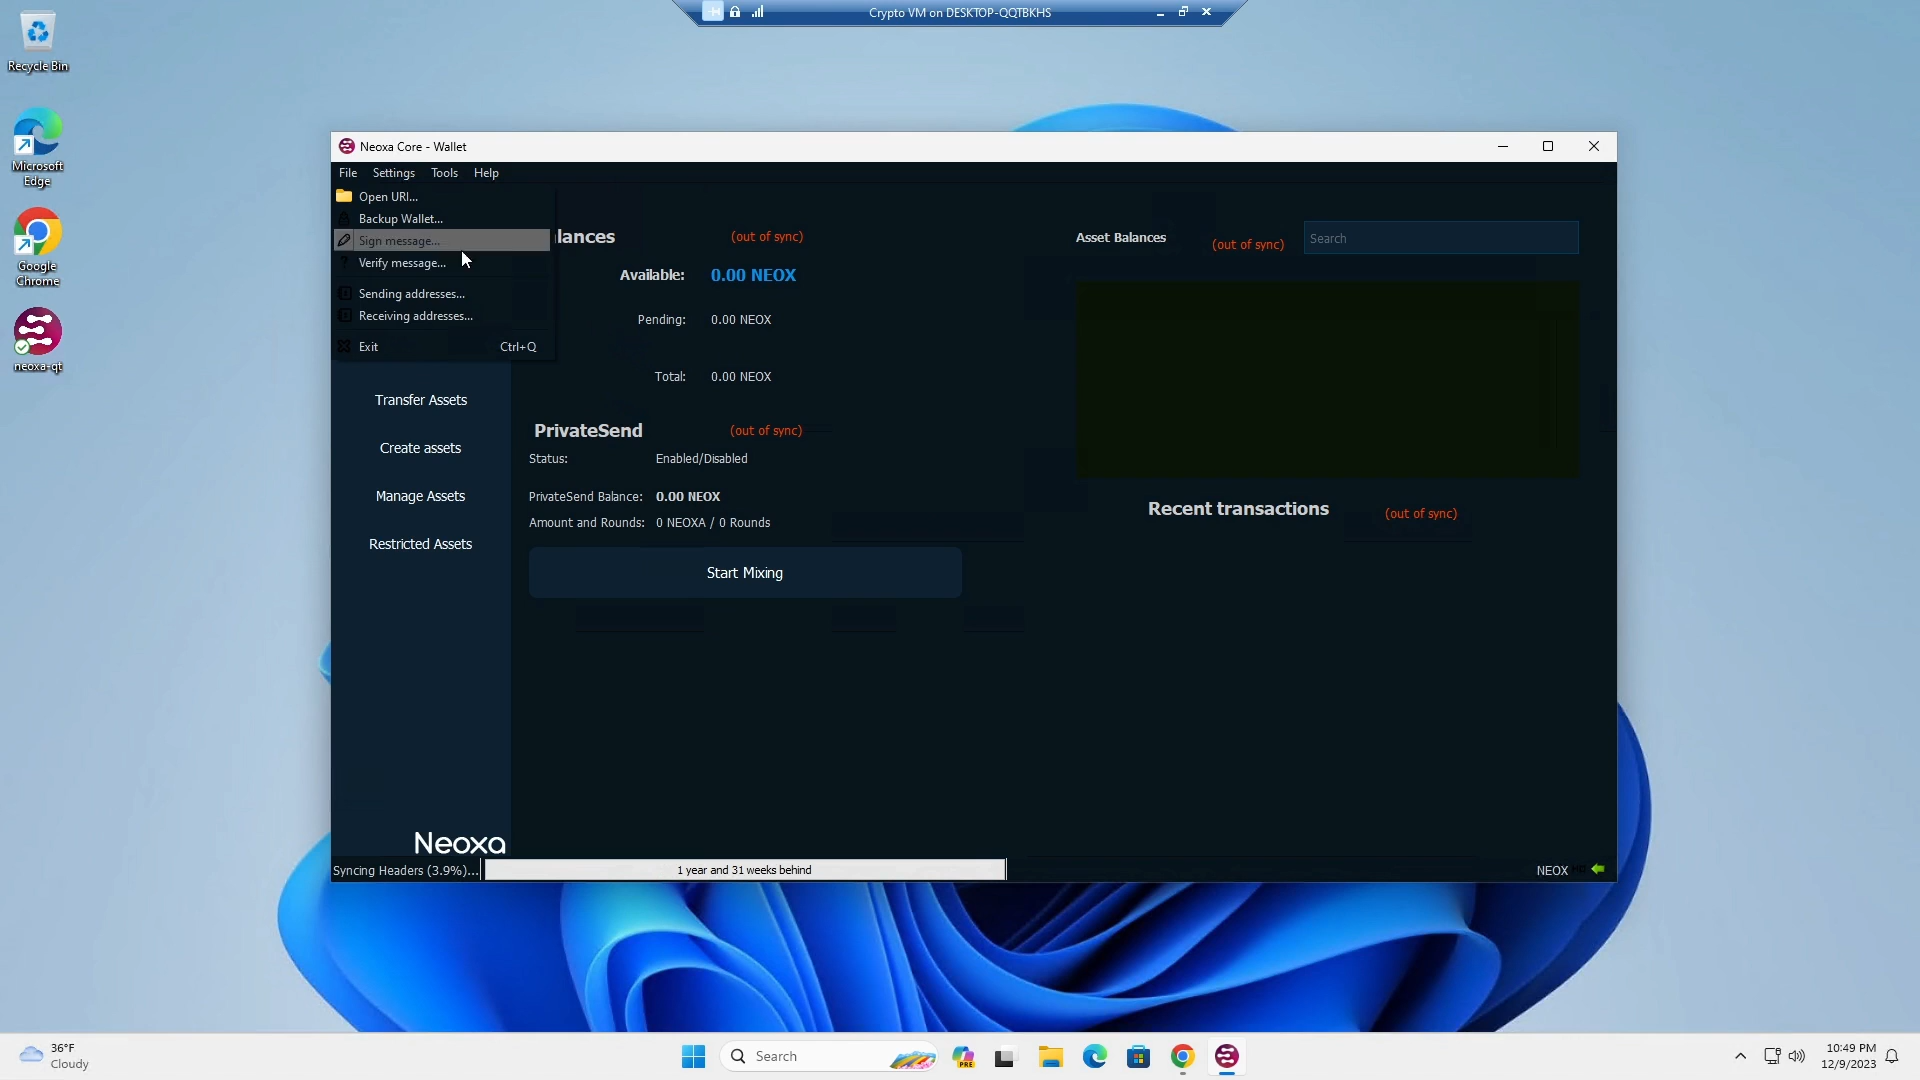 Crypto VM on DESKTOP-QQTBKHS
Recycle Bin
Microsoft
Edge
Google
Chrome
neoxa-qt
Neoxa Core - Wallet
File Settings Tools Help
Open URI...
Backup Wallet...
Sign message...
Verify message...
Sending addresses...
Receiving addresses...
Exit Ctrl+Q
Transfer Assets
Create assets
Manage Assets
Restricted Assets
Neoxa
lances (out of sync)
Available: 0.00 NEOX
Pending: 0.00 NEOX
Total: 0.00 NEOX
PrivateSend (out of sync)
Status: Enabled/Disabled
PrivateSend Balance: 0.00 NEOX
Amount and Rounds: 0 NEOXA / 0 Rounds
Start Mixing
Asset Balances (out of sync) Search
Recent transactions (out of sync)
Syncing Headers (3.9%)... 1 year and 31 weeks behind NEOX
36°F
Cloudy
Search
PRE
10:49 PM
12/9/2023